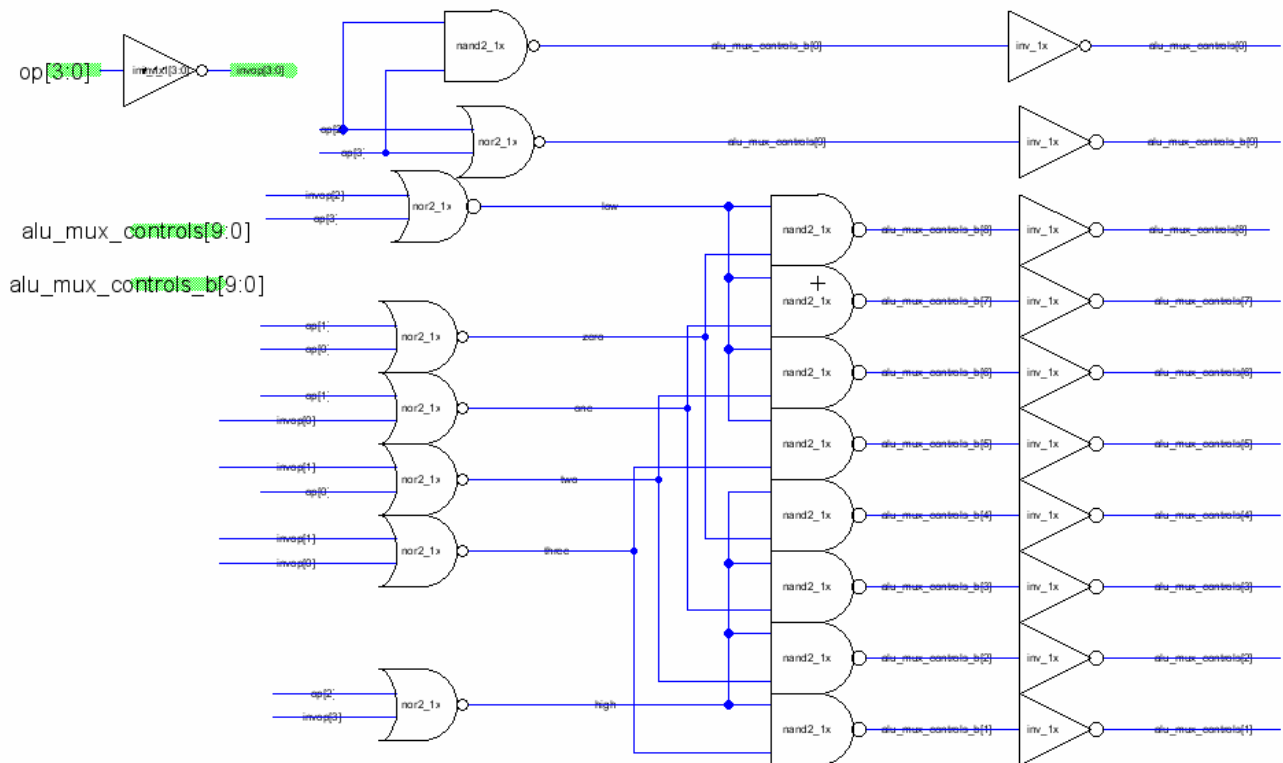 nand2_1x alu_mux_controls_b[0] inv_1x alu_mux_controls[0]
op[3:0] invop[3:0]
op[2] nor2_1x alu_mux_controls[9] inv_1x alu_mux_controls_b[9]
op[3]
invop[2] nor2_1x low
op[3]
alu_mux_controls[9:0] nand2_1x alu_mux_controls_b[8] inv_1x alu_mux_controls[8]
alu_mux_controls_b[9:0] nand2_1x alu_mux_controls_b[7] inv_1x alu_mux_controls[7]
op[1] nor2_1x zero
op[0]
nand2_1x alu_mux_controls_b[6] inv_1x alu_mux_controls[6]
op[1] nor2_1x one
invop[0]
nand2_1x alu_mux_controls_b[5] inv_1x alu_mux_controls[5]
invop[1] nor2_1x two
op[0]
nand2_1x alu_mux_controls_b[4] inv_1x alu_mux_controls[4]
invop[1] nor2_1x three
invop[0]
nand2_1x alu_mux_controls_b[3] inv_1x alu_mux_controls[3]
nand2_1x alu_mux_controls_b[2] inv_1x alu_mux_controls[2]
op[2] nor2_1x high
invop[3]
nand2_1x alu_mux_controls_b[1] inv_1x alu_mux_controls[1]